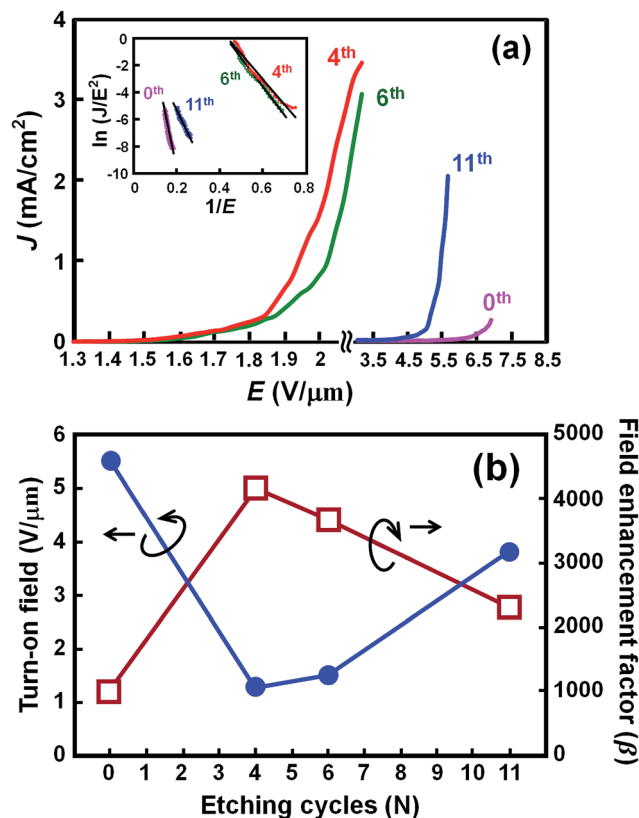 (a)
J (mA/cm²)
4
3
2
1
0
ln (J/E²)
0
-2
-4
-6
-8
-10
0th
11th
6th
4th
0 0.2 0.4 0.6 0.8
1/E
4th
6th
11th
0th
1.3 1.4 1.5 1.6 1.7 1.8 1.9 2 3.5 4.5 5.5 6.5 7.5 8.5
E (V/μm)
(b)
Turn-on field (V/μm)
6
5
4
3
2
1
0
Field enhancement factor (β)
5000
4000
3000
2000
1000
0
0 1 2 3 4 5 6 7 8 9 10 11
Etching cycles (N)